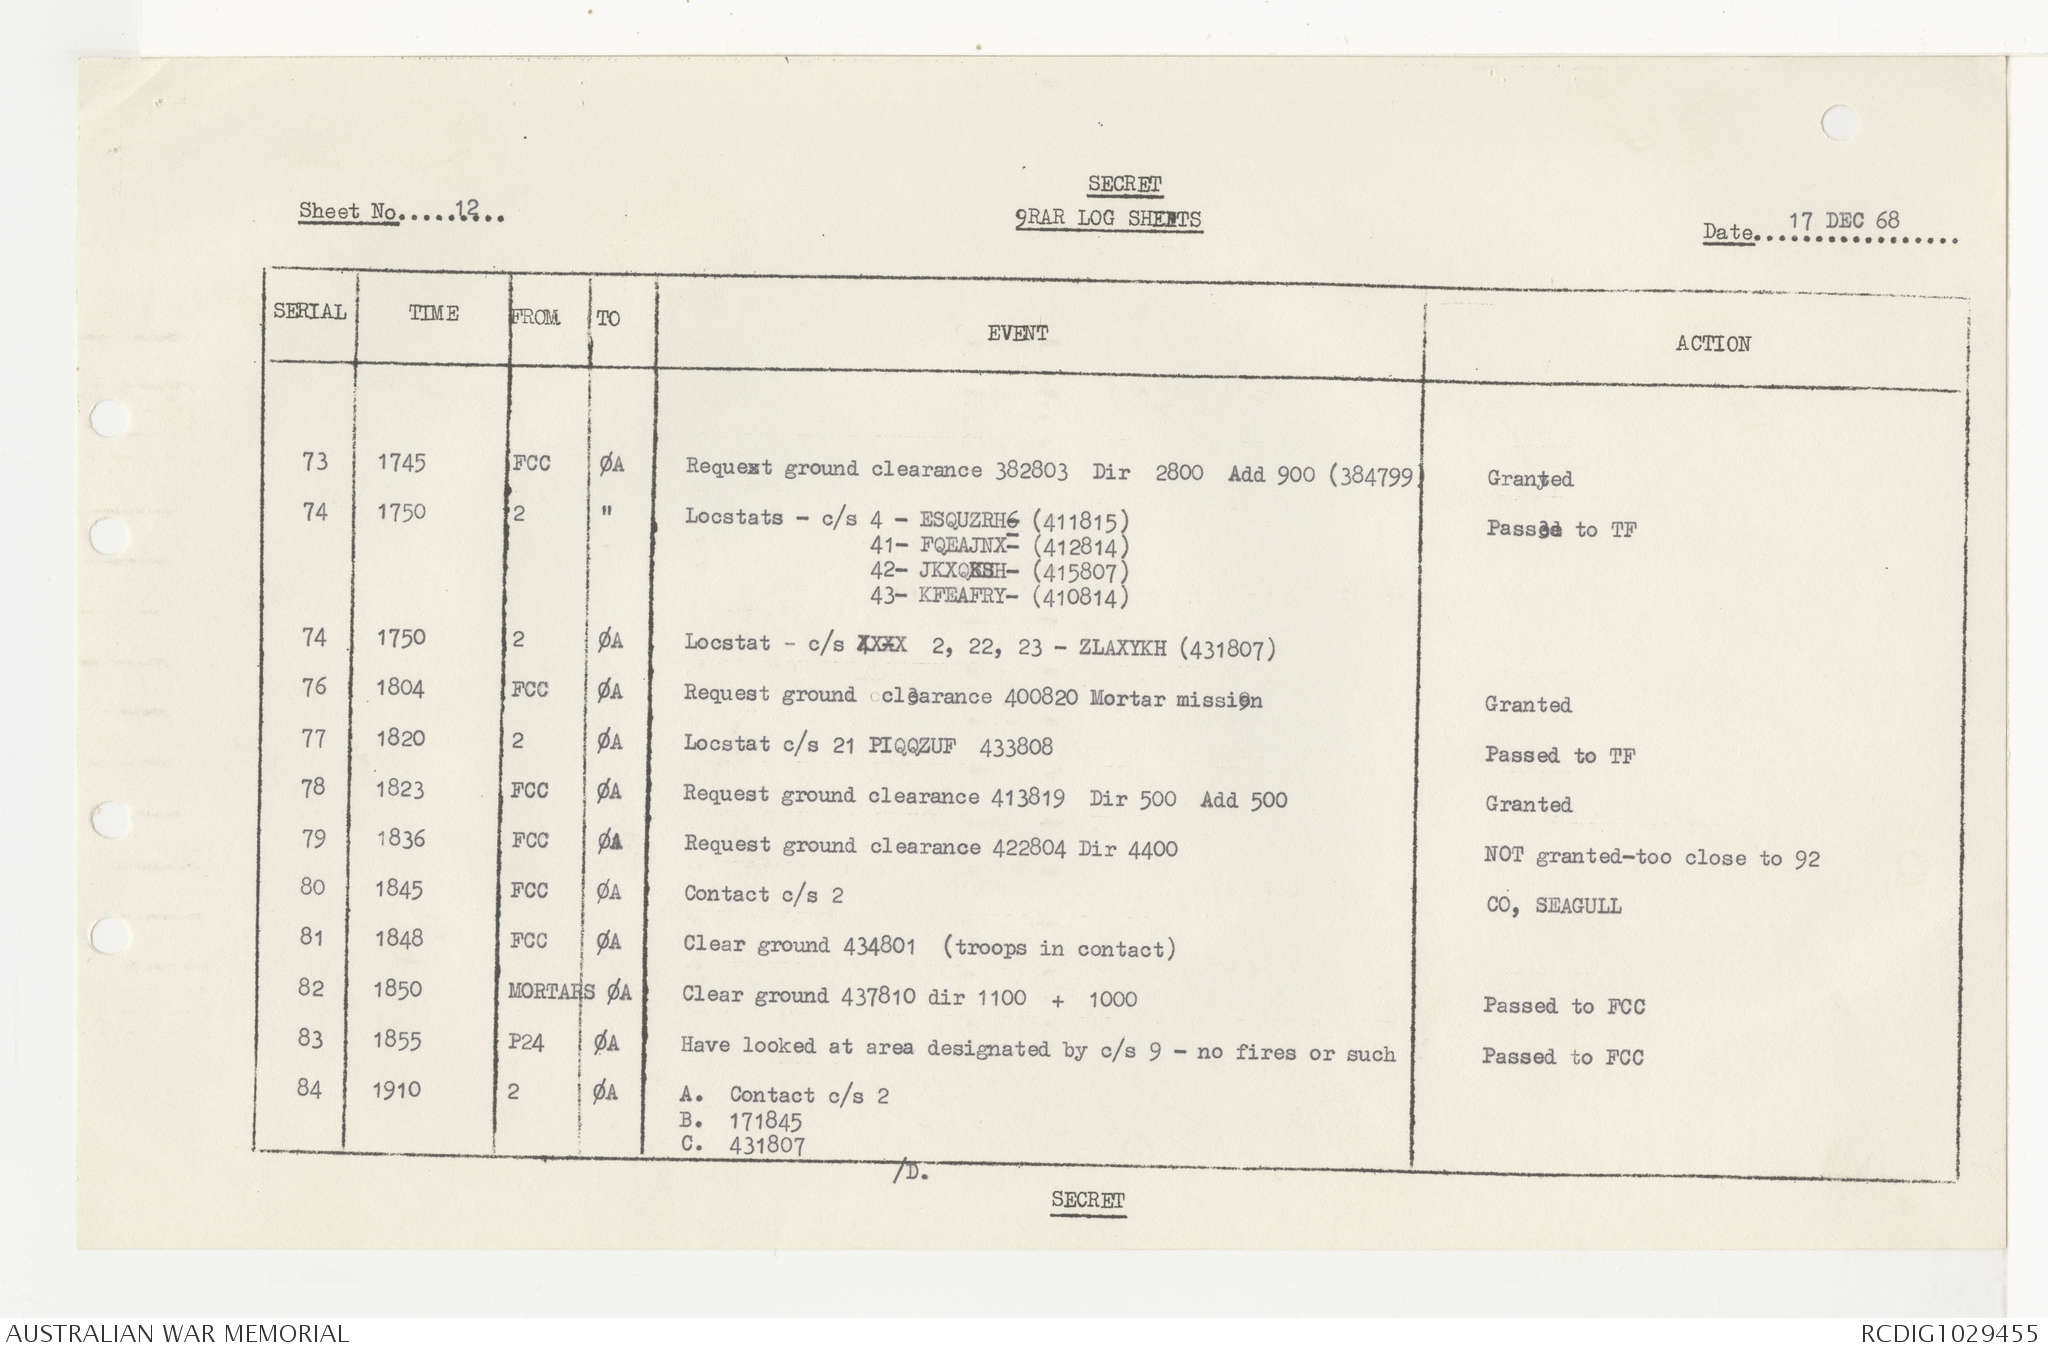 SECRET
Sheet No.....12...
9RAR LOG SHEETS
Date..17 DEC 68....
SERIAL TIME FROM TO EVENT ACTION
73 1745 FCC ØA Request ground clearance 382803 Dir 2800 Add 900 (384799) Granted
74 1750 2 " Locstats - c/s 4 - ESQUZRH6 (411815) Passed to TF
41- FQEAJNX- (412814)
42- JKXQKSH- (415807)
43- KFEAFRY- (410814)
74 1750 2 ØA Locstat - c/s XXXX 2, 22, 23 - ZLAXYKH (431807)
76 1804 FCC ØA Request ground clearance 400820 Mortar mission Granted
77 1820 2 ØA Locstat c/s 21 PIQQZUF 433808 Passed to TF
78 1823 FCC ØA Request ground clearance 413819 Dir 500 Add 500 Granted
79 1836 FCC ØA Request ground clearance 422804 Dir 4400 NOT granted-too close to 92
80 1845 FCC ØA Contact c/s 2 CO, SEAGULL
81 1848 FCC ØA Clear ground 434801 (troops in contact)
82 1850 MORTARS ØA Clear ground 437810 dir 1100 + 1000 Passed to FCC
83 1855 P24 ØA Have looked at area designated by c/s 9 - no fires or such Passed to FCC
84 1910 2 ØA A. Contact c/s 2
B. 171845
C. 431807
/D.
SECRET
AUSTRALIAN WAR MEMORIAL
RCDIG1029455